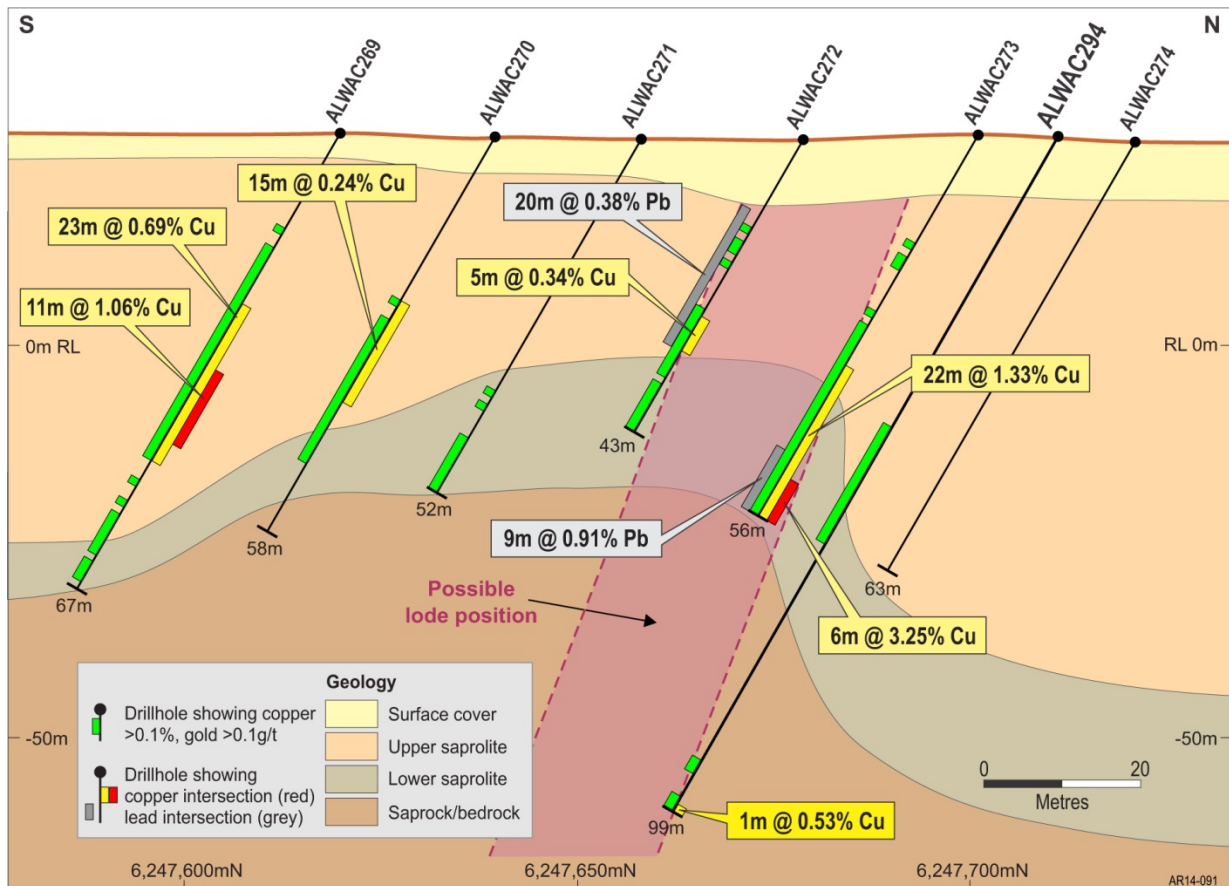 S
N
ALWAC269
ALWAC270
ALWAC271
ALWAC272
ALWAC273
ALWAC294
ALWAC274
15m @ 0.24% Cu
20m @ 0.38% Pb
23m @ 0.69% Cu
5m @ 0.34% Cu
11m @ 1.06% Cu
0m RL
RL 0m
22m @ 1.33% Cu
43m
52m
56m
58m
9m @ 0.91% Pb
67m
63m
Possible
lode position
6m @ 3.25% Cu
Geology
Drillhole showing copper
>0.1%, gold >0.1g/t
Drillhole showing
copper intersection (red)
lead intersection (grey)
Surface cover
Upper saprolite
Lower saprolite
Saprock/bedrock
-50m
-50m
0
20
Metres
99m
1m @ 0.53% Cu
6,247,600mN
6,247,650mN
6,247,700mN
AR14-091